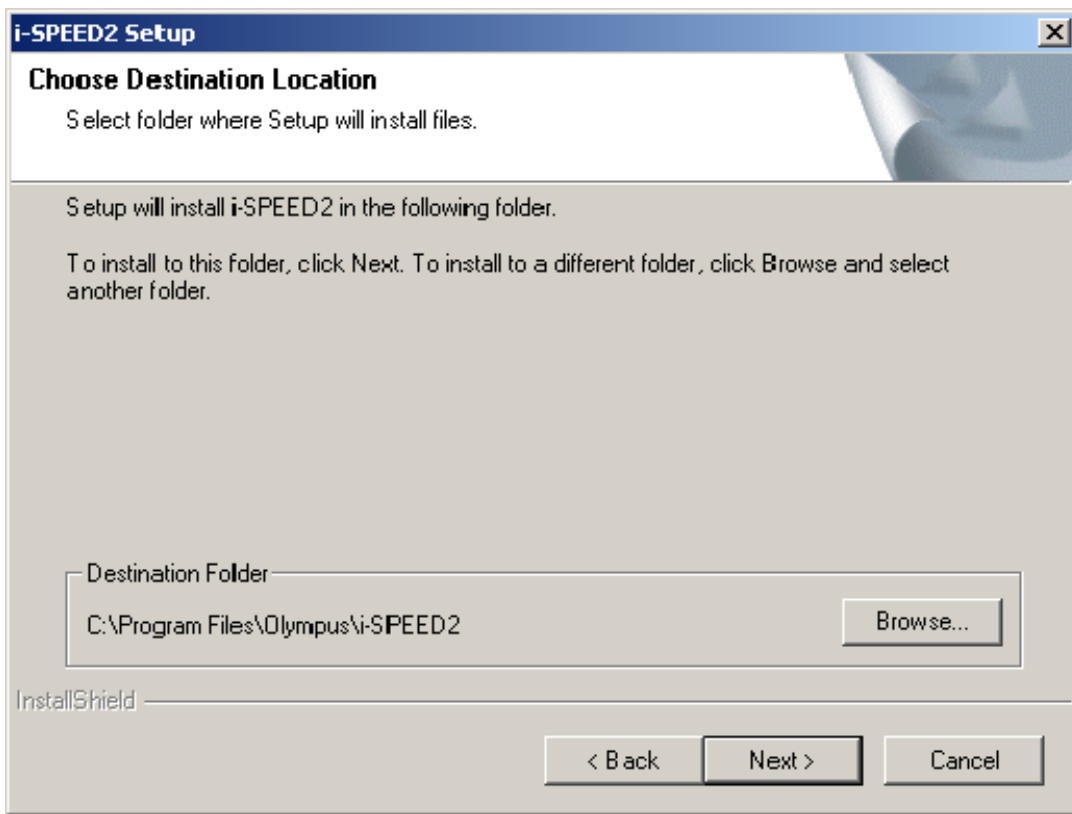 i-SPEED2 Setup
Choose Destination Location
Select folder where Setup will install files.
Setup will install i-SPEED2 in the following folder.
To install to this folder, click Next. To install to a different folder, click Browse and select
another folder.
Destination Folder
C:\Program Files\Olympus\i-SPEED2
Browse...
InstallShield
< Back
Next >
Cancel